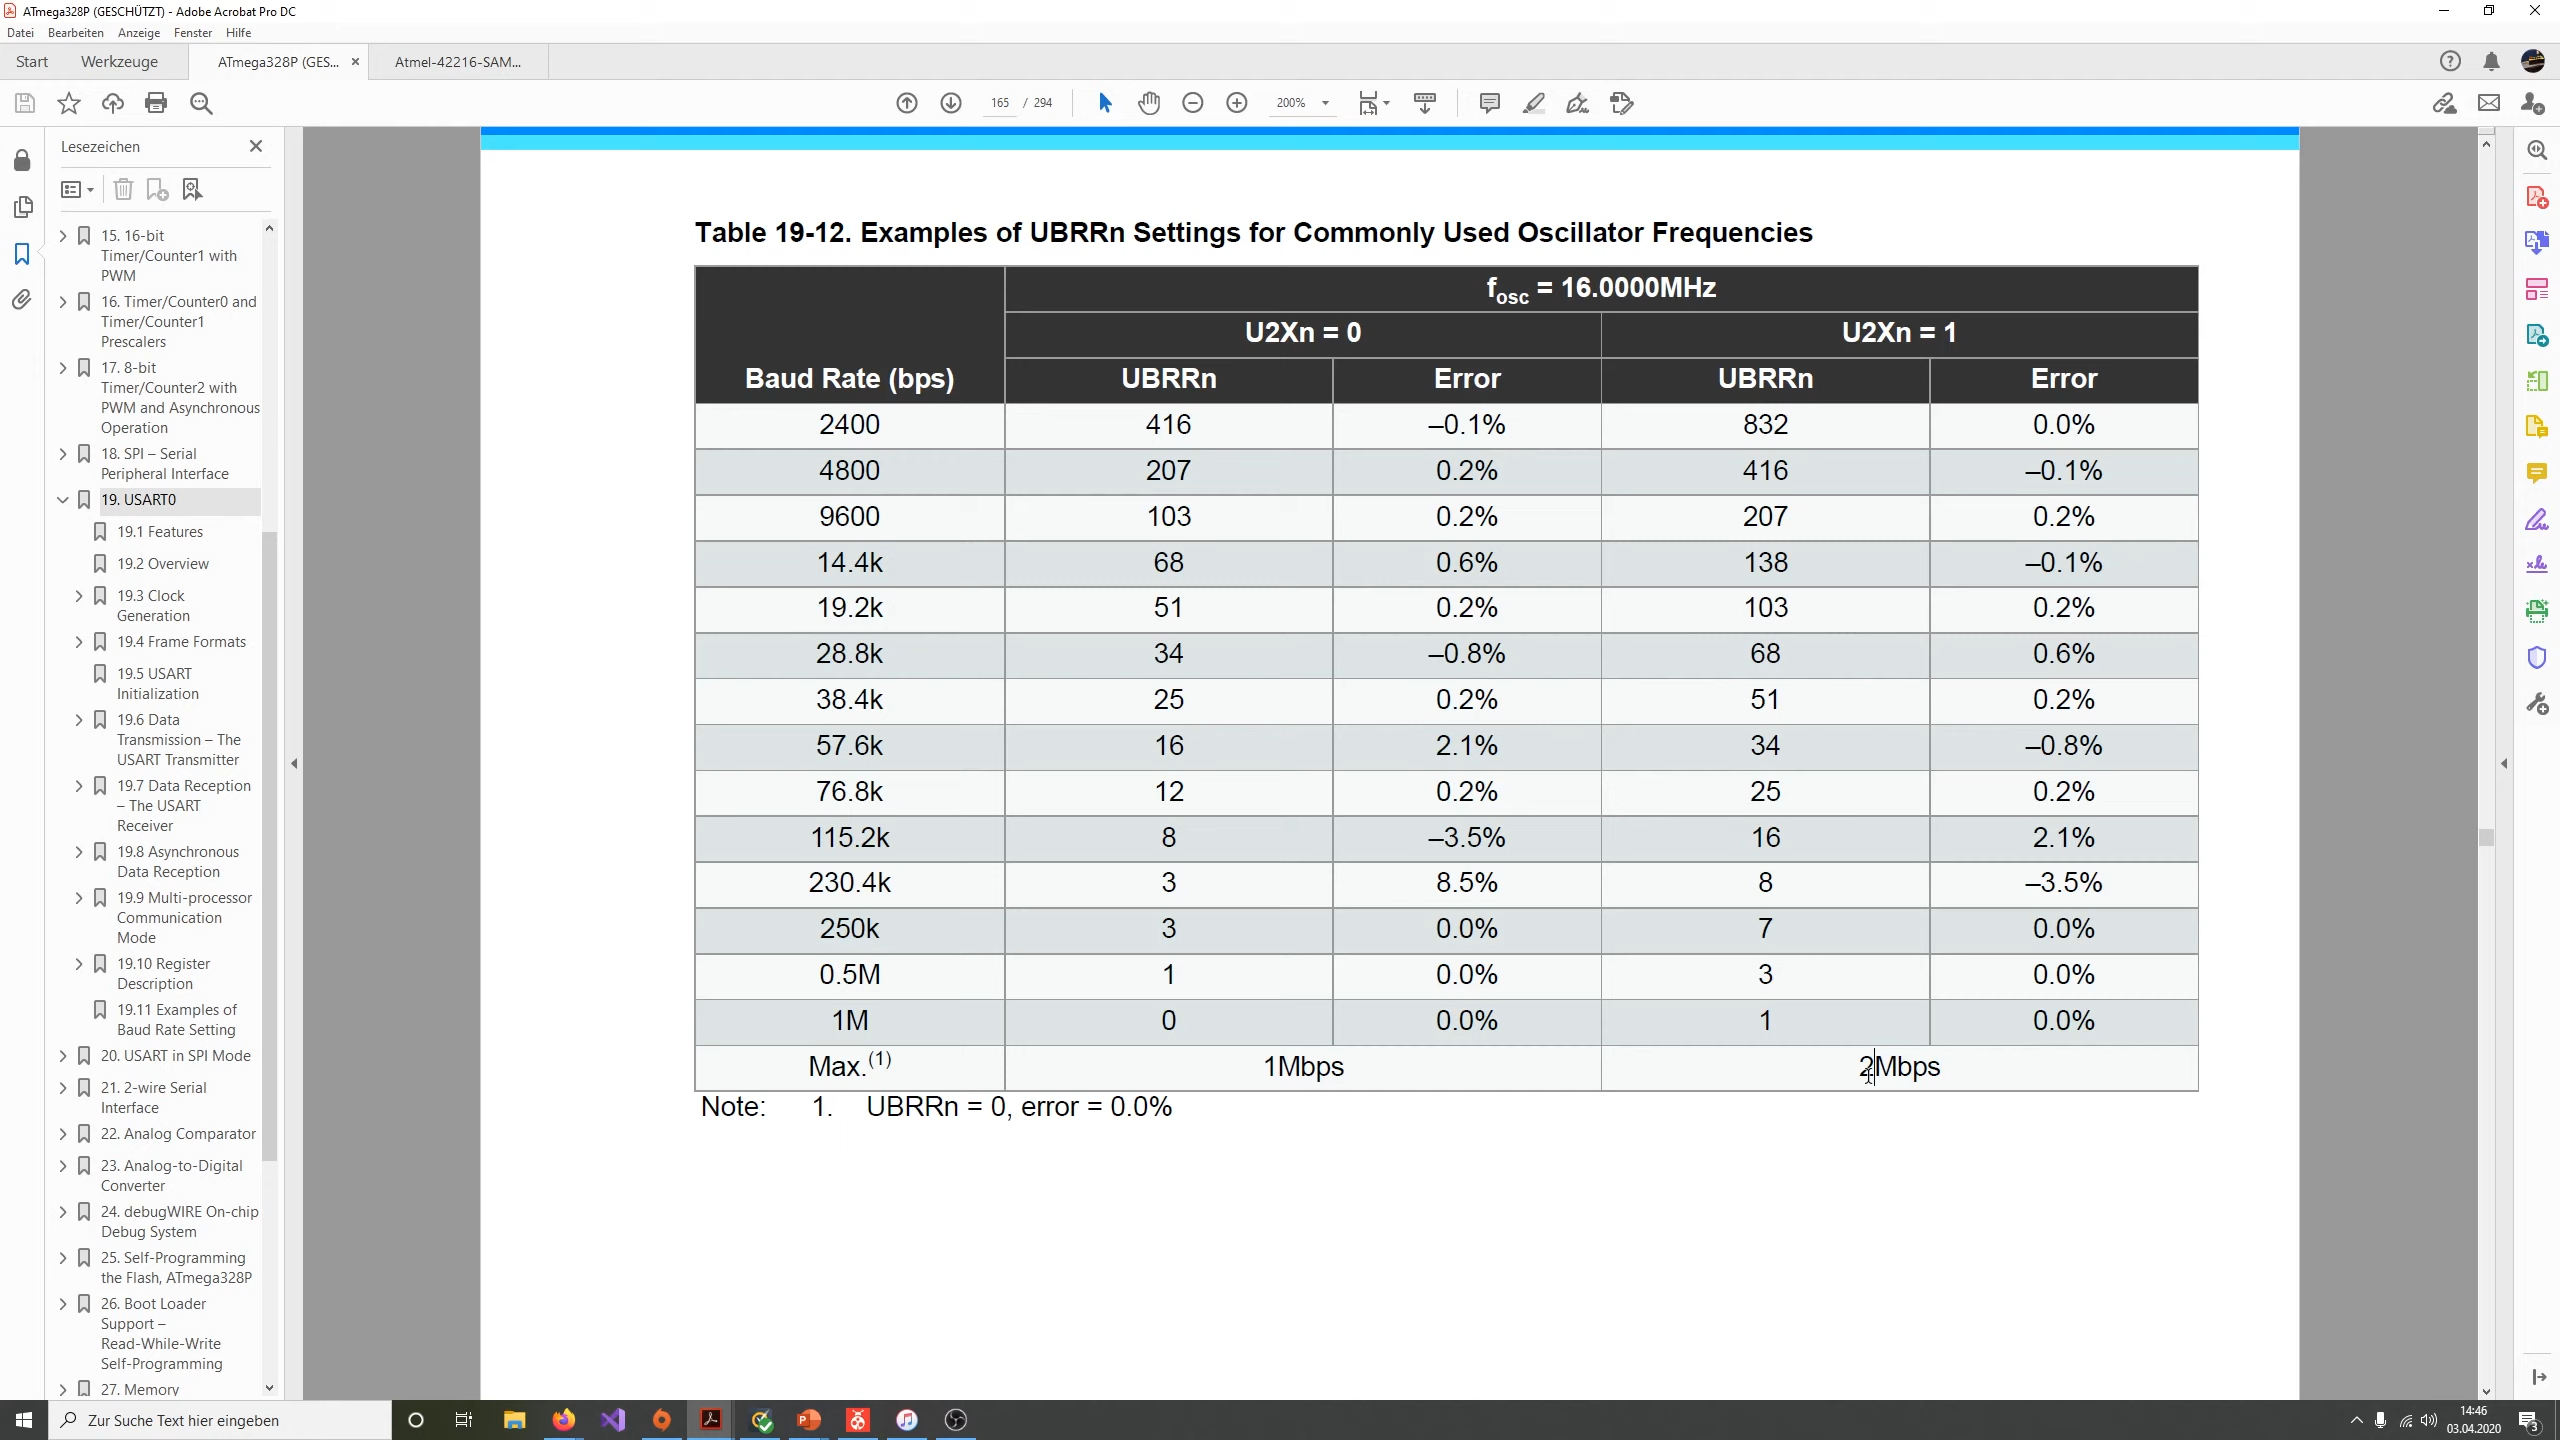 ATmega328P (GESCHÜTZT) - Adobe Acrobat Pro DC
Datei Bearbeiten Anzeige Fenster Hilfe
Start Werkzeuge ATmega328P (GES... × Atmel-42216-SAM...
165 / 294 200%
Lesezeichen
15. 16-bit
Timer/Counter1 with
PWM
16. Timer/Counter0 and
Timer/Counter1
Prescalers
17. 8-bit
Timer/Counter2 with
PWM and Asynchronous
Operation
18. SPI – Serial
Peripheral Interface
19. USART0
19.1 Features
19.2 Overview
19.3 Clock
Generation
19.4 Frame Formats
19.5 USART
Initialization
19.6 Data
Transmission – The
USART Transmitter
19.7 Data Reception
– The USART
Receiver
19.8 Asynchronous
Data Reception
19.9 Multi-processor
Communication
Mode
19.10 Register
Description
19.11 Examples of
Baud Rate Setting
20. USART in SPI Mode
21. 2-wire Serial
Interface
22. Analog Comparator
23. Analog-to-Digital
Converter
24. debugWIRE On-chip
Debug System
25. Self-Programming
the Flash, ATmega328P
26. Boot Loader
Support –
Read-While-Write
Self-Programming
27. Memory
Table 19-12. Examples of UBRRn Settings for Commonly Used Oscillator Frequencies
fosc = 16.0000MHz
U2Xn = 0 U2Xn = 1
Baud Rate (bps) UBRRn Error UBRRn Error
2400 416 –0.1% 832 0.0%
4800 207 0.2% 416 –0.1%
9600 103 0.2% 207 0.2%
14.4k 68 0.6% 138 –0.1%
19.2k 51 0.2% 103 0.2%
28.8k 34 –0.8% 68 0.6%
38.4k 25 0.2% 51 0.2%
57.6k 16 2.1% 34 –0.8%
76.8k 12 0.2% 25 0.2%
115.2k 8 –3.5% 16 2.1%
230.4k 3 8.5% 8 –3.5%
250k 3 0.0% 7 0.0%
0.5M 1 0.0% 3 0.0%
1M 0 0.0% 1 0.0%
Max.(1) 1Mbps 2Mbps
Note: 1. UBRRn = 0, error = 0.0%
Zur Suche Text hier eingeben
14:46
03.04.2020
3